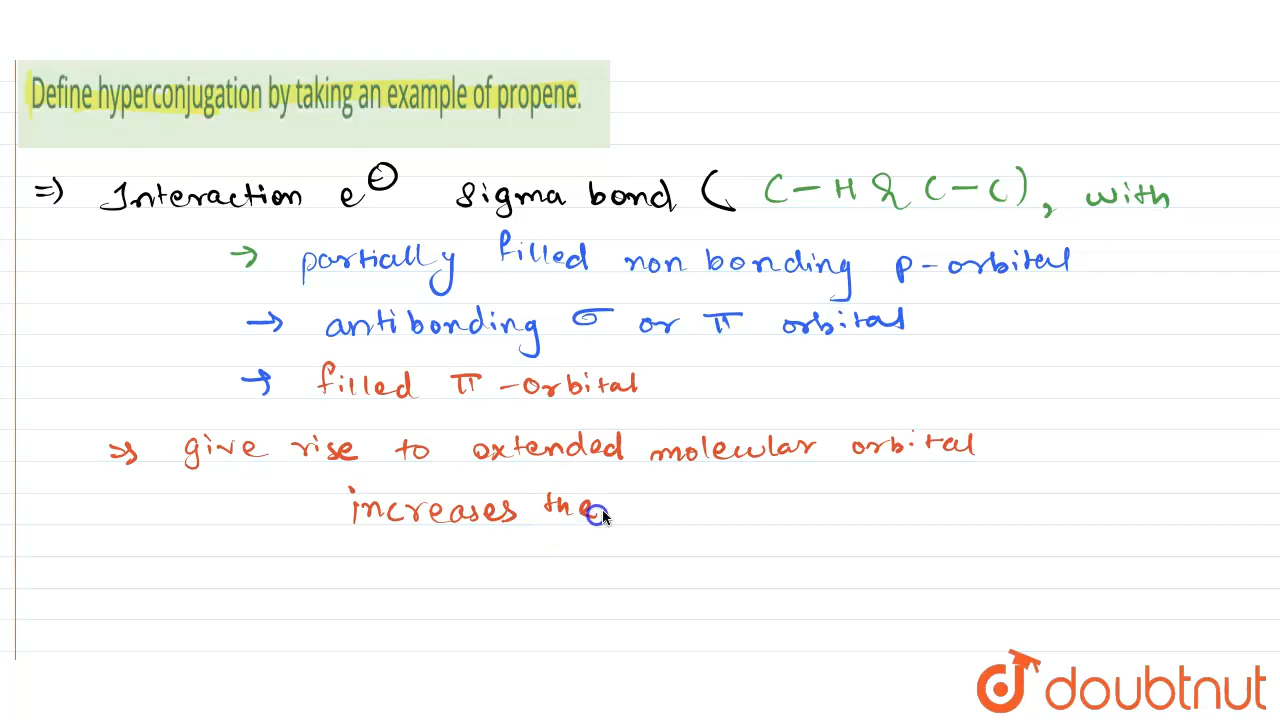 Define hyperconjugation by taking an example of propene.
⇒ Interaction e⊖ Sigma bond ( C-H & C-C), with
→ partially filled non bonding p-orbital
→ antibonding σ or π orbital
→ filled π-orbital
⇒ give rise to extended molecular orbital
increases the
doubtnut